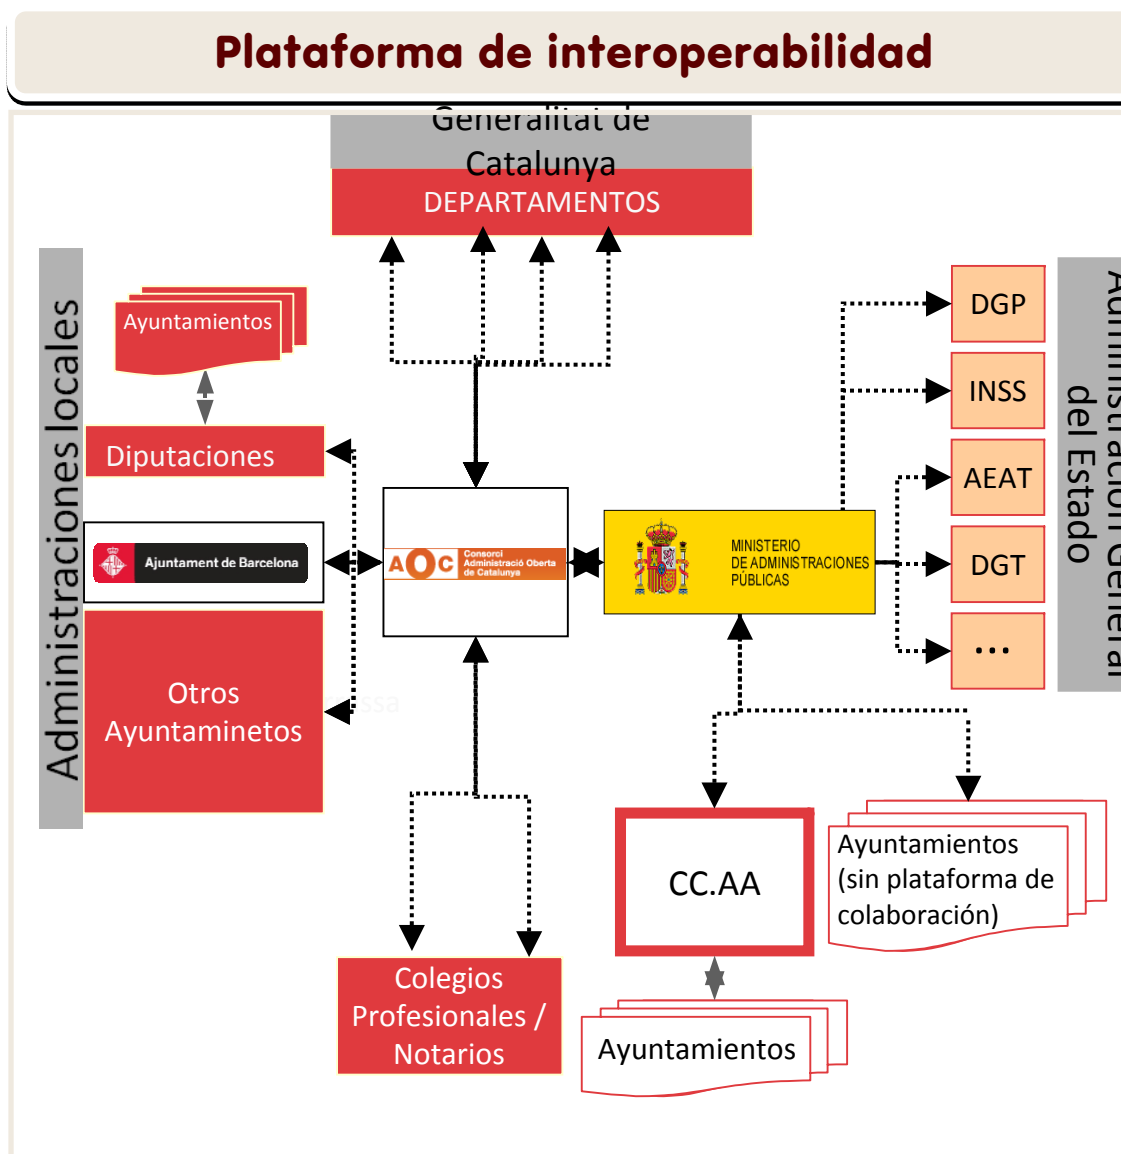 Plataforma de interoperabilidad
Generalitat de
Catalunya
DEPARTAMENTOS
Administraciones locales
Ayuntamientos
Diputaciones
Ajuntament de Barcelona
Otros
Ayuntaminetos
AOC
Consorci
Administració Oberta
de Catalunya
MINISTERIO
DE ADMINISTRACIONES
PÚBLICAS
DGP
INSS
AEAT
DGT
...
Administración General
del Estado
ssa
CC.AA
Ayuntamientos
(sin plataforma de
colaboración)
Colegios
Profesionales /
Notarios
Ayuntamientos